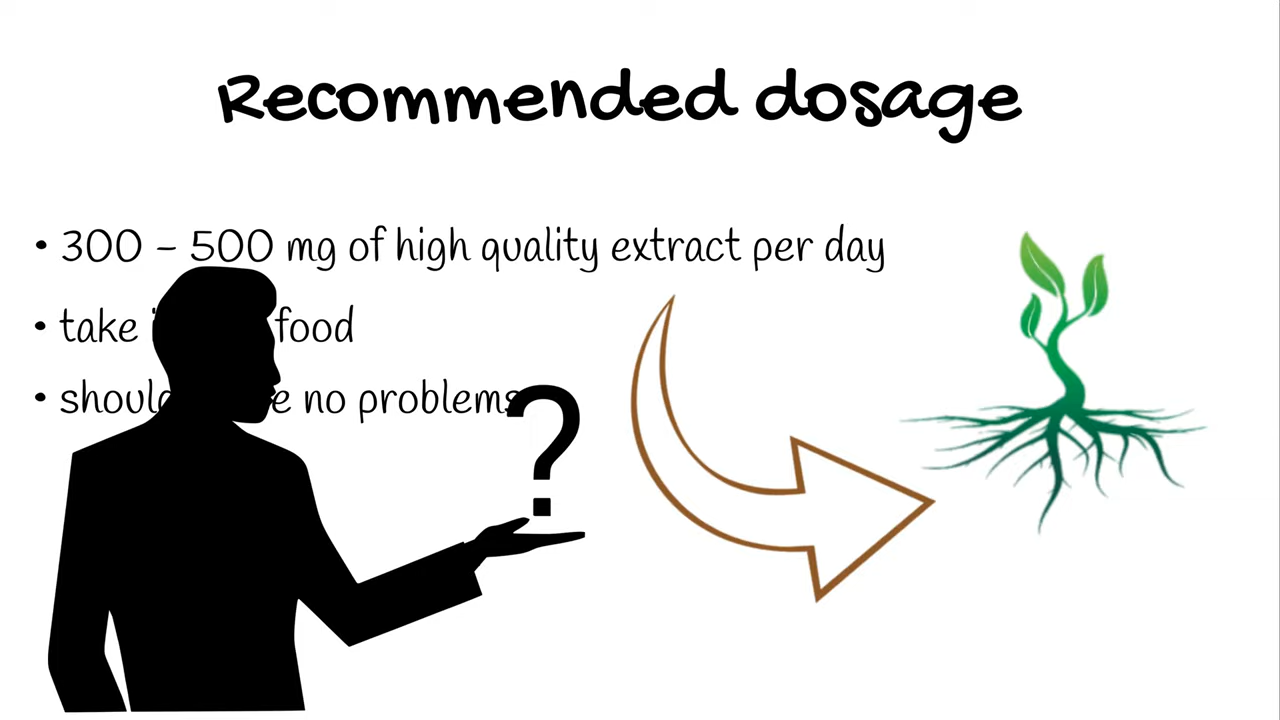 Recommended dosage
• 300 – 500 mg of high quality extract per day
• take food
• no problems
?